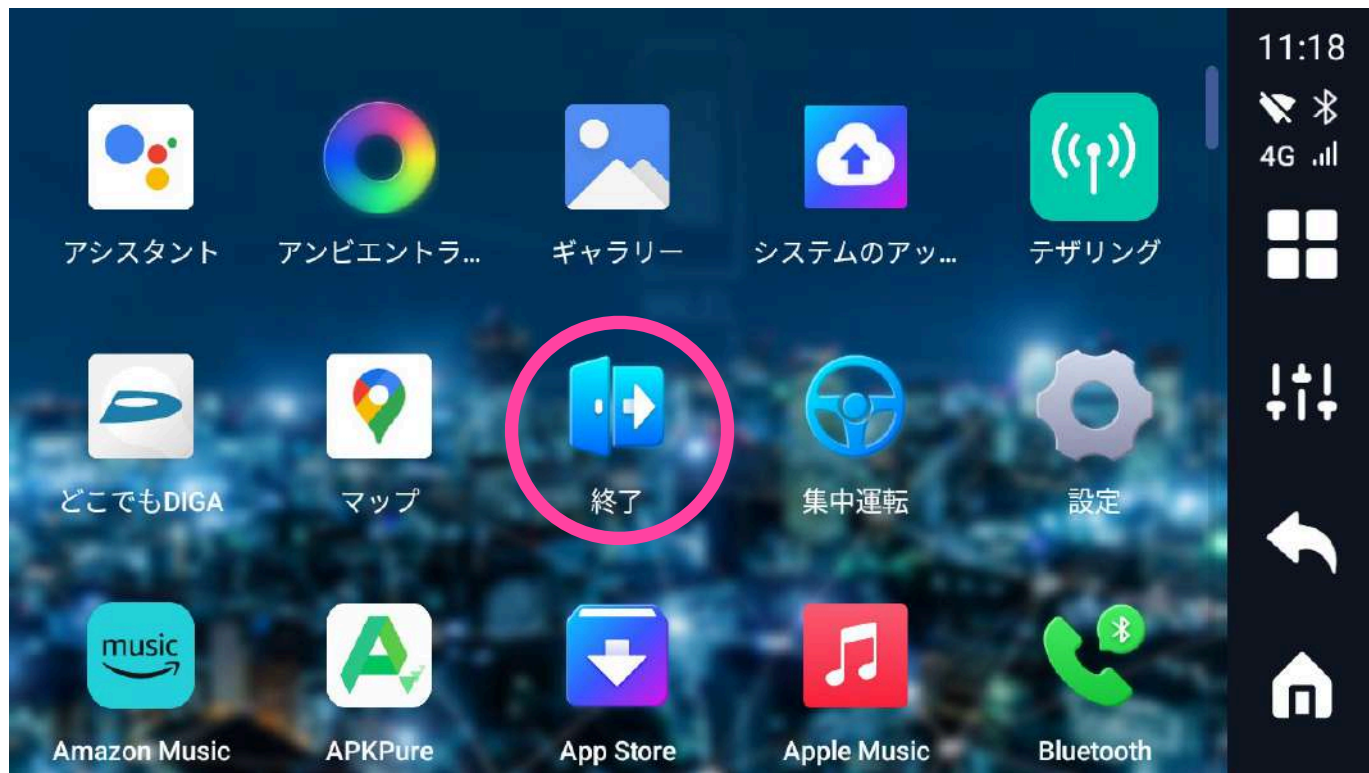 11:18
4G
アシスタント
アンビエントラ...
ギャラリー
システムのアッ...
テザリング
どこでもDIGA
マップ
終了
集中運転
設定
music
Amazon Music
APKPure
App Store
Apple Music
Bluetooth